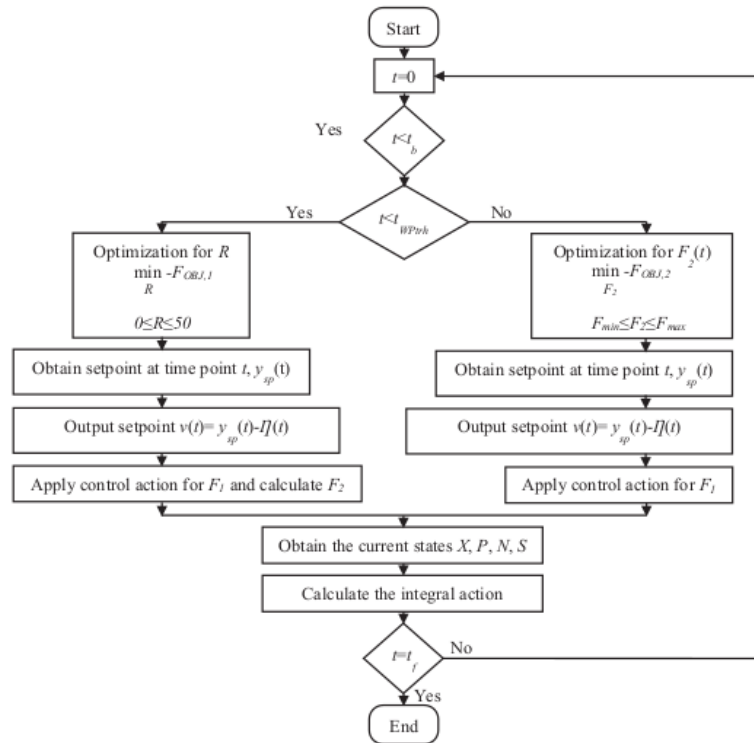 Start
t=0
Yes
t<t_b
Yes
t<t_WPtrh
No
Optimization for R
min -F_OBJ,1
R
0≤R≤50
Optimization for F_2(t)
min -F_OBJ,2
F_2
F_min≤F_2≤F_max
Obtain setpoint at time point t, y_sp(t)
Obtain setpoint at time point t, y_sp(t)
Output setpoint v(t)= y_sp(t)-I](t)
Output setpoint v(t)= y_sp(t)-I](t)
Apply control action for F_1 and calculate F_2
Apply control action for F_1
Obtain the current states X, P, N, S
Calculate the integral action
t=t_f
No
Yes
End